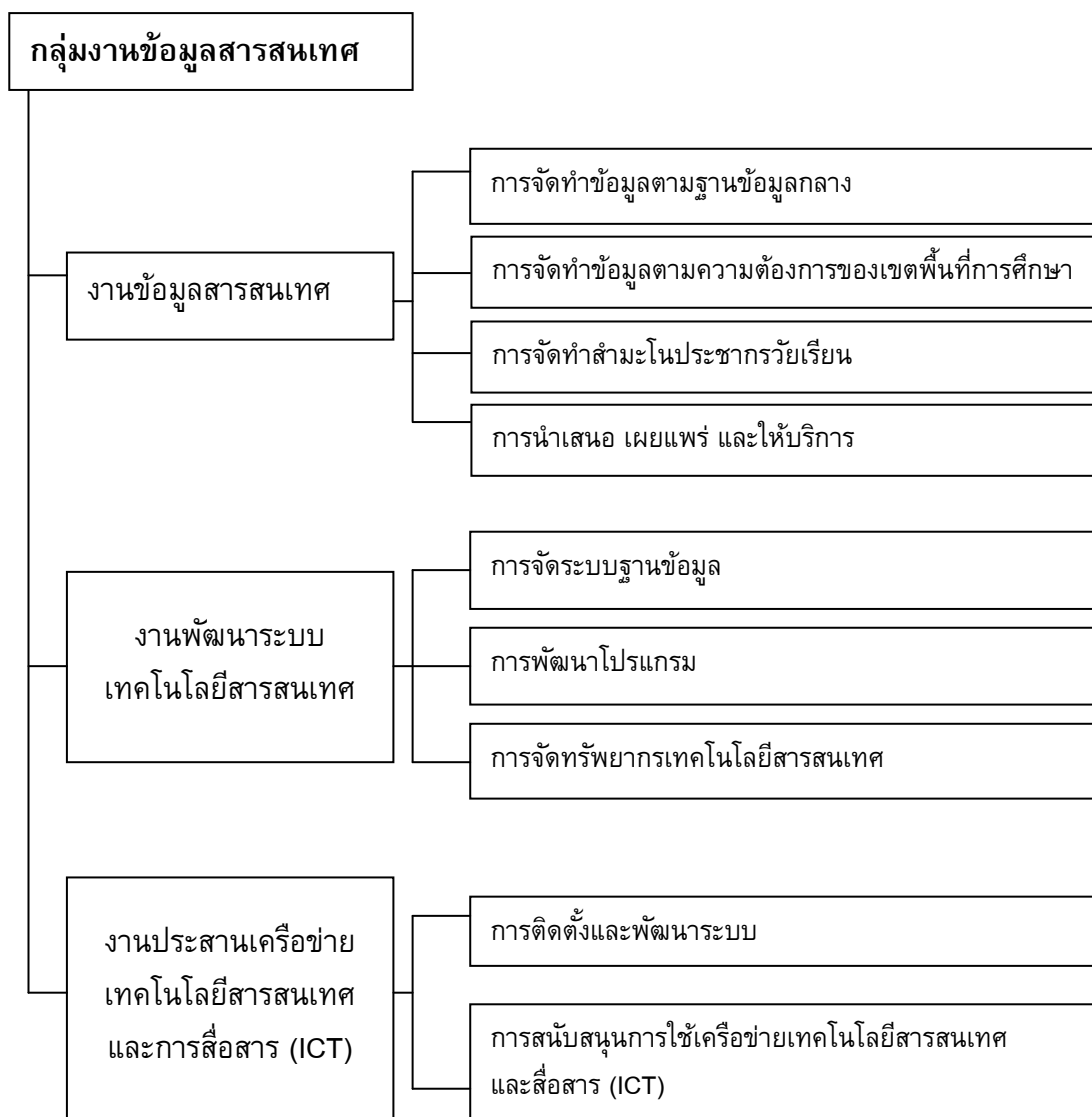 กลุ่มงานข้อมูลสารสนเทศ
งานข้อมูลสารสนเทศ
การจัดทำข้อมูลตามฐานข้อมูลกลาง
การจัดทำข้อมูลตามความต้องการของเขตพื้นที่การศึกษา
การจัดทำสำมะโนประชากรวัยเรียน
การนำเสนอ เผยแพร่ และให้บริการ
งานพัฒนาระบบ
เทคโนโลยีสารสนเทศ
การจัดระบบฐานข้อมูล
การพัฒนาโปรแกรม
การจัดทรัพยากรเทคโนโลยีสารสนเทศ
งานประสานเครือข่าย
เทคโนโลยีสารสนเทศ
และการสื่อสาร (ICT)
การติดตั้งและพัฒนาระบบ
การสนับสนุนการใช้เครือข่ายเทคโนโลยีสารสนเทศ
และสื่อสาร (ICT)